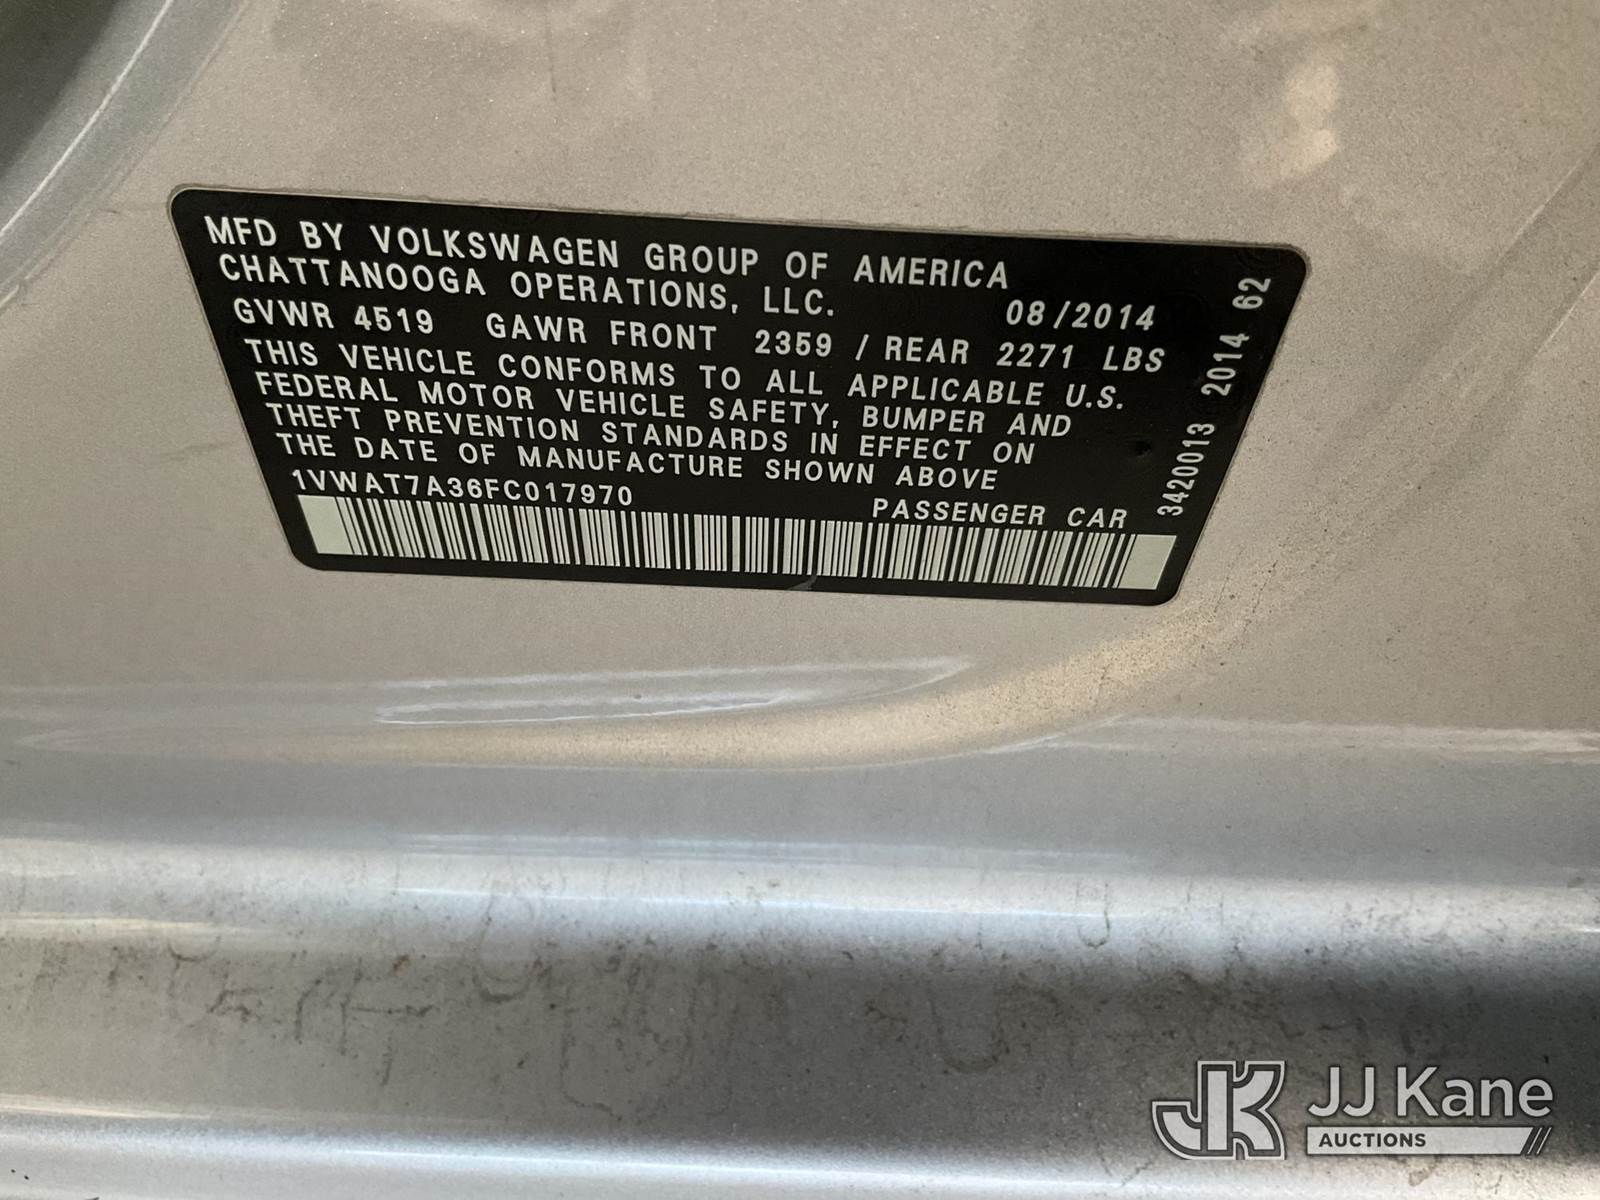 MFD BY VOLKSWAGEN GROUP OF AMERICA
CHATTANOOGA OPERATIONS, LLC. 08/2014
GVWR 4519 GAWR FRONT 2359 / REAR 2271 LBS
THIS VEHICLE CONFORMS TO ALL APPLICABLE U.S.
FEDERAL MOTOR VEHICLE SAFETY, BUMPER AND
THEFT PREVENTION STANDARDS IN EFFECT ON
THE DATE OF MANUFACTURE SHOWN ABOVE
1VWAT7A36FC017970 PASSENGER CAR
3420013 2014 62
JK JJ Kane
AUCTIONS